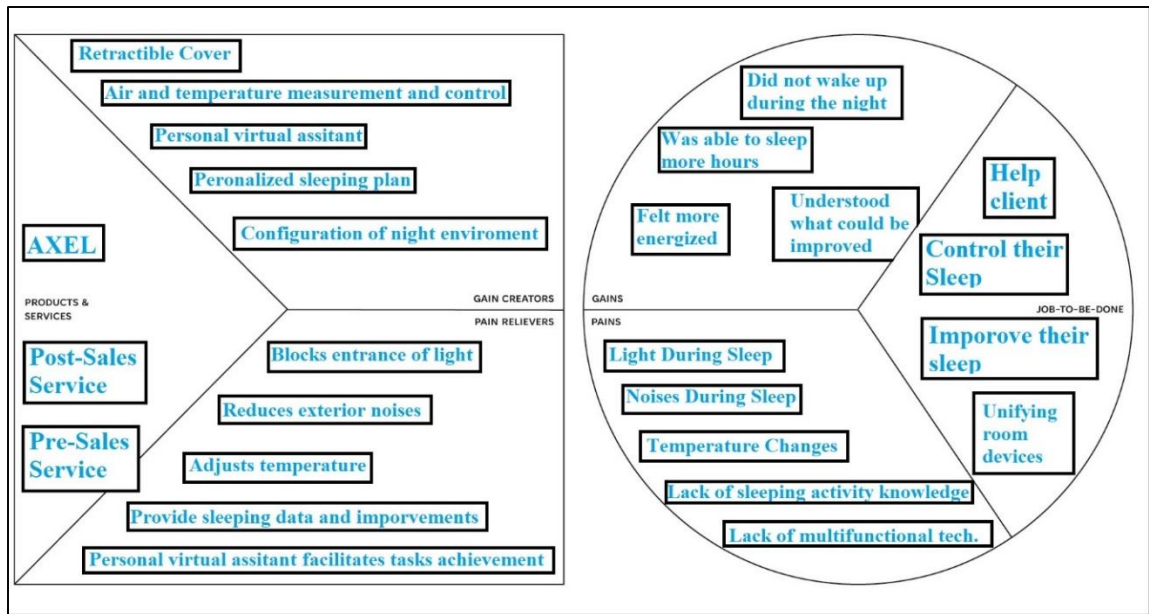 Retractible Cover
Air and temperature measurement and control
Personal virtual assitant
Peronalized sleeping plan
Configuration of night enviroment
AXEL
PRODUCTS &
SERVICES
GAIN CREATORS
PAIN RELIEVERS
Post-Sales
Service
Pre-Sales
Service
Blocks entrance of light
Reduces exterior noises
Adjusts temperature
Provide sleeping data and imporvements
Personal virtual assitant facilitates tasks achievement
Did not wake up
during the night
Was able to sleep
more hours
Felt more
energized
Understood
what could be
improved
GAINS
PAINS
Help
client
Control their
Sleep
JOB-TO-BE-DONE
Imporove their
sleep
Unifying
room
devices
Light During Sleep
Noises During Sleep
Temperature Changes
Lack of sleeping activity knowledge
Lack of multifunctional tech.